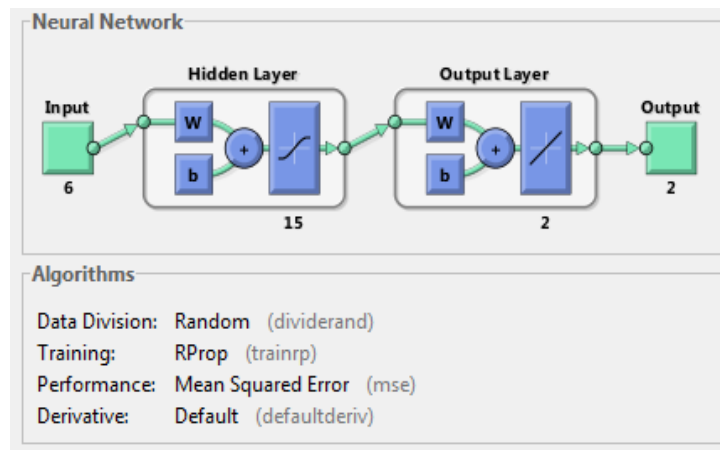 Neural Network
Hidden Layer
Output Layer
Input
Output
W
b
+
W
b
+
6
15
2
2
Algorithms
Data Division: Random (dividerand)
Training: RProp (trainrp)
Performance: Mean Squared Error (mse)
Derivative: Default (defaultderiv)